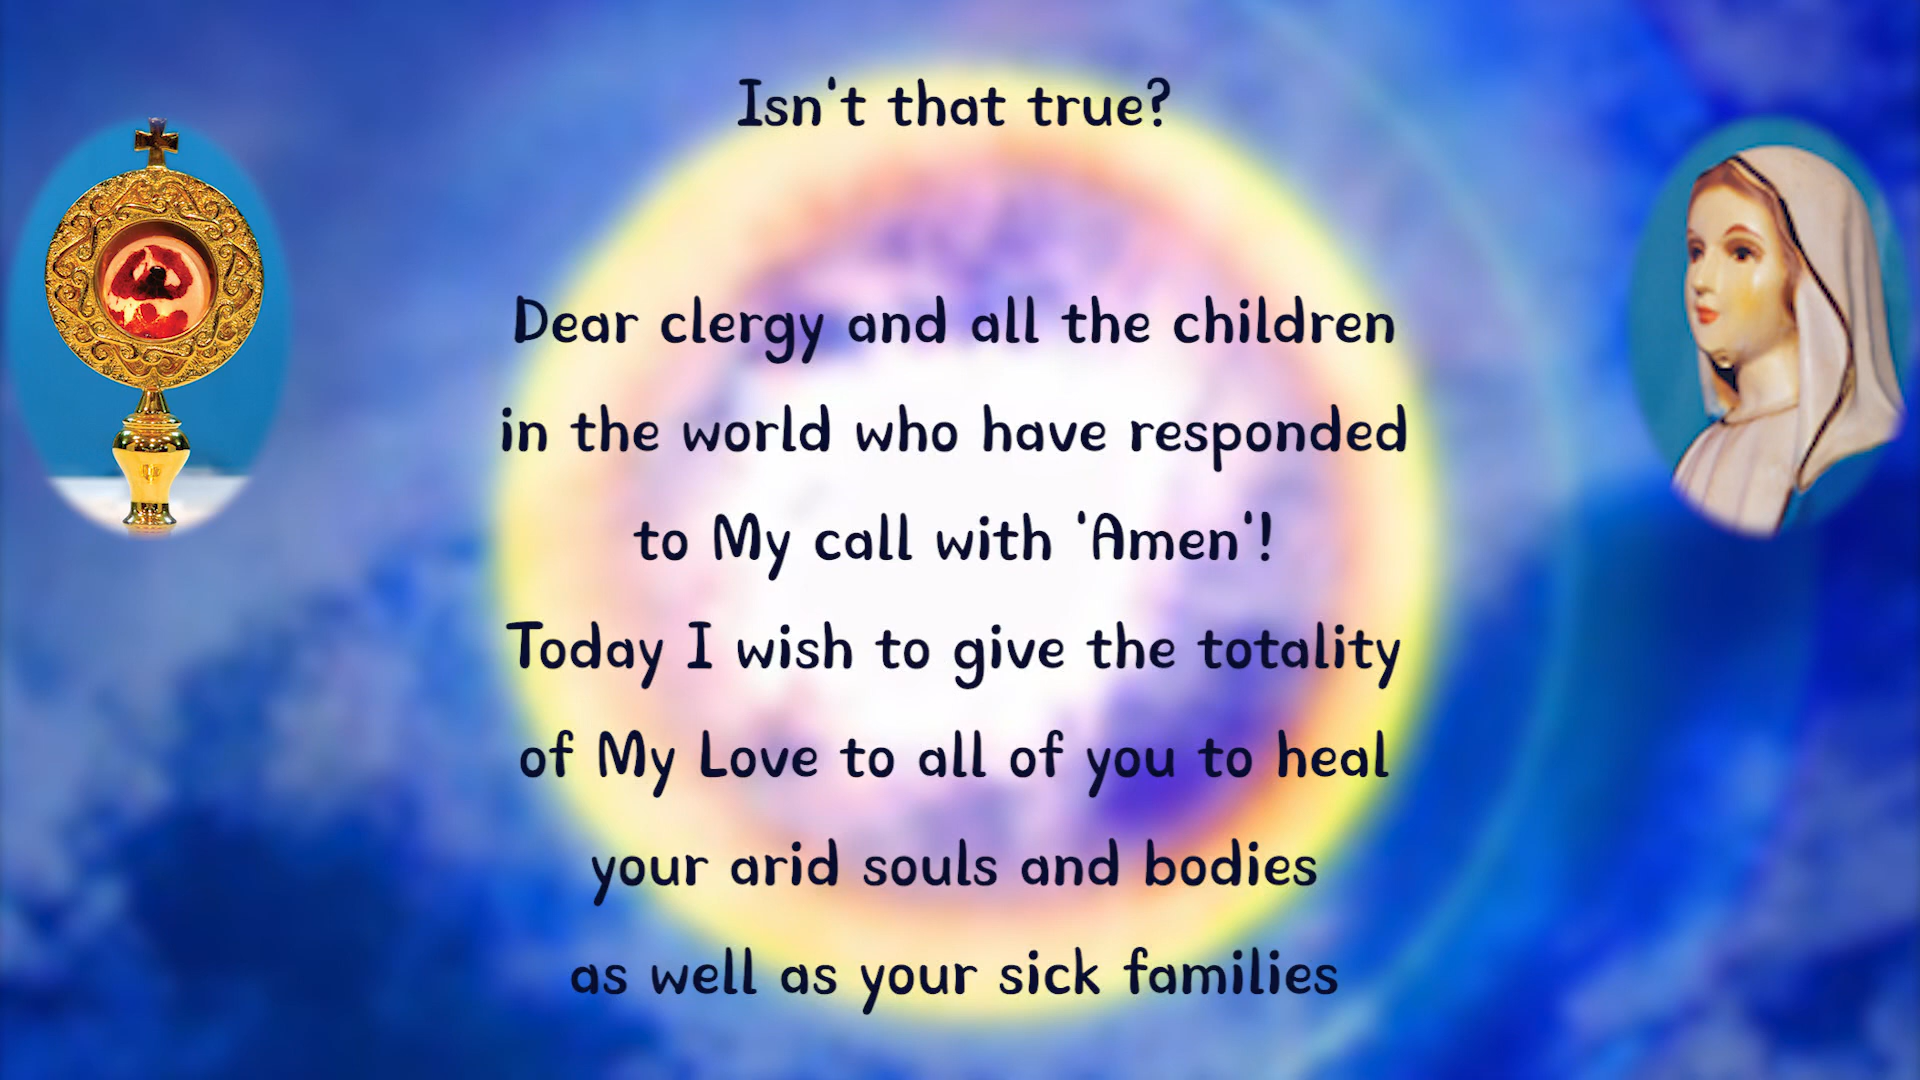 Isn't that true?
Dear clergy and all the children
in the world who have responded
to My call with 'Amen'!
Today I wish to give the totality
of My Love to all of you to heal
your arid souls and bodies
as well as your sick families